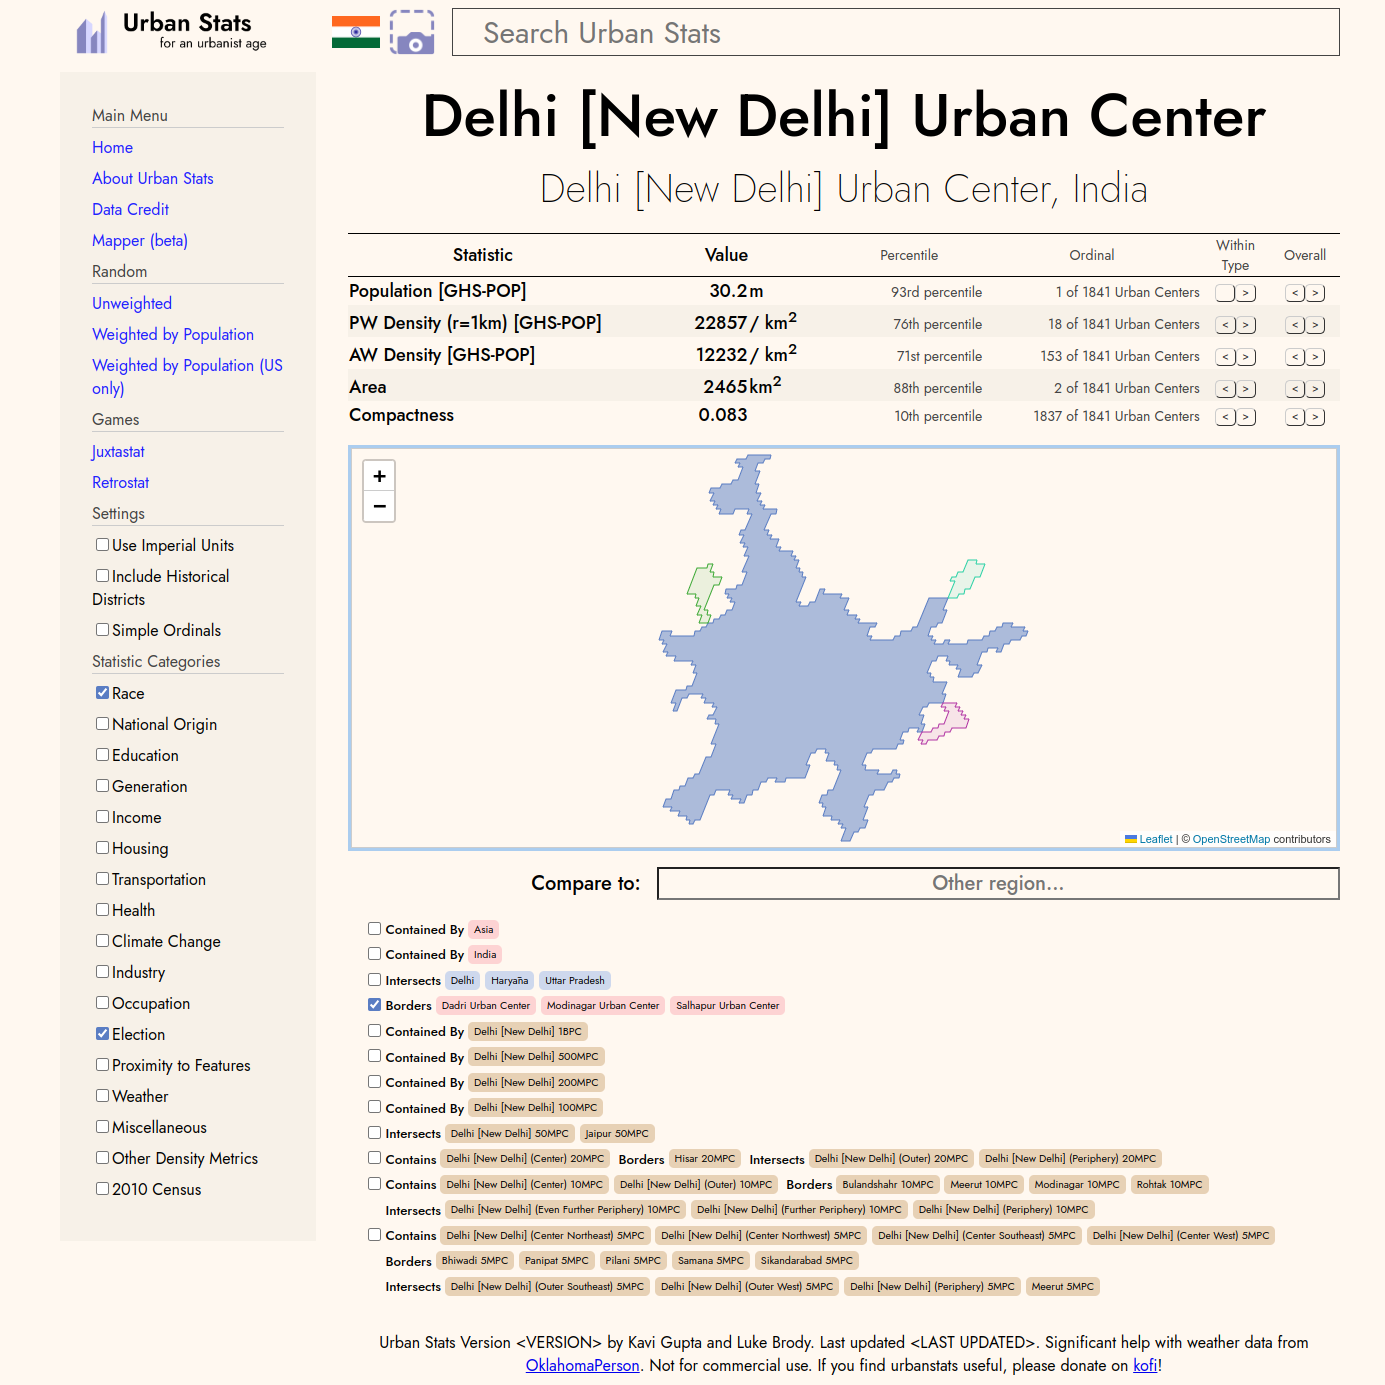 Urban Stats
for an urbanist age
Search Urban Stats
Main Menu
Home
About Urban Stats
Data Credit
Mapper (beta)
Random
Unweighted
Weighted by Population
Weighted by Population (US
only)
Games
Juxtastat
Retrostat
Settings
Use Imperial Units
Include Historical
Districts
Simple Ordinals
Statistic Categories
Race
National Origin
Education
Generation
Income
Housing
Transportation
Health
Climate Change
Industry
Occupation
Election
Proximity to Features
Weather
Miscellaneous
Other Density Metrics
2010 Census
Delhi [New Delhi] Urban Center
Delhi [New Delhi] Urban Center, India
Statistic Value Percentile Ordinal Within Type Overall
Population [GHS-POP] 30.2 m 93rd percentile 1 of 1841 Urban Centers > < >
PW Density (r=1km) [GHS-POP] 22857 / km² 76th percentile 18 of 1841 Urban Centers < > < >
AW Density [GHS-POP] 12232 / km² 71st percentile 153 of 1841 Urban Centers < > < >
Area 2465 km² 88th percentile 2 of 1841 Urban Centers < > < >
Compactness 0.083 10th percentile 1837 of 1841 Urban Centers < > < >
+
−
Leaflet | © OpenStreetMap contributors
Compare to: Other region...
Contained By Asia
Contained By India
Intersects Delhi Haryāna Uttar Pradesh
Borders Dadri Urban Center Modinagar Urban Center Salhapur Urban Center
Contained By Delhi [New Delhi] 1BPC
Contained By Delhi [New Delhi] 500MPC
Contained By Delhi [New Delhi] 200MPC
Contained By Delhi [New Delhi] 100MPC
Intersects Delhi [New Delhi] 50MPC Jaipur 50MPC
Contains Delhi [New Delhi] (Center) 20MPC Borders Hisar 20MPC Intersects Delhi [New Delhi] (Outer) 20MPC Delhi [New Delhi] (Periphery) 20MPC
Contains Delhi [New Delhi] (Center) 10MPC Delhi [New Delhi] (Outer) 10MPC Borders Bulandshahr 10MPC Meerut 10MPC Modinagar 10MPC Rohtak 10MPC
Intersects Delhi [New Delhi] (Even Further Periphery) 10MPC Delhi [New Delhi] (Further Periphery) 10MPC Delhi [New Delhi] (Periphery) 10MPC
Contains Delhi [New Delhi] (Center Northeast) 5MPC Delhi [New Delhi] (Center Northwest) 5MPC Delhi [New Delhi] (Center Southeast) 5MPC Delhi [New Delhi] (Center West) 5MPC
Borders Bhiwadi 5MPC Panipat 5MPC Pilani 5MPC Samana 5MPC Sikandarabad 5MPC
Intersects Delhi [New Delhi] (Outer Southeast) 5MPC Delhi [New Delhi] (Outer West) 5MPC Delhi [New Delhi] (Periphery) 5MPC Meerut 5MPC
Urban Stats Version <VERSION> by Kavi Gupta and Luke Brody. Last updated <LAST UPDATED>. Significant help with weather data from
OklahomaPerson. Not for commercial use. If you find urbanstats useful, please donate on kofi!